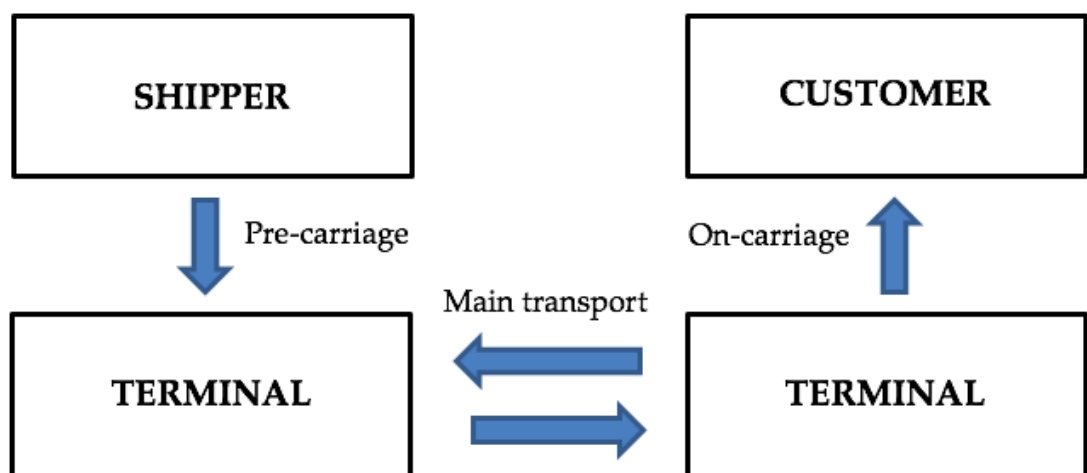 SHIPPER
CUSTOMER
Pre-carriage
On-carriage
Main transport
TERMINAL
TERMINAL